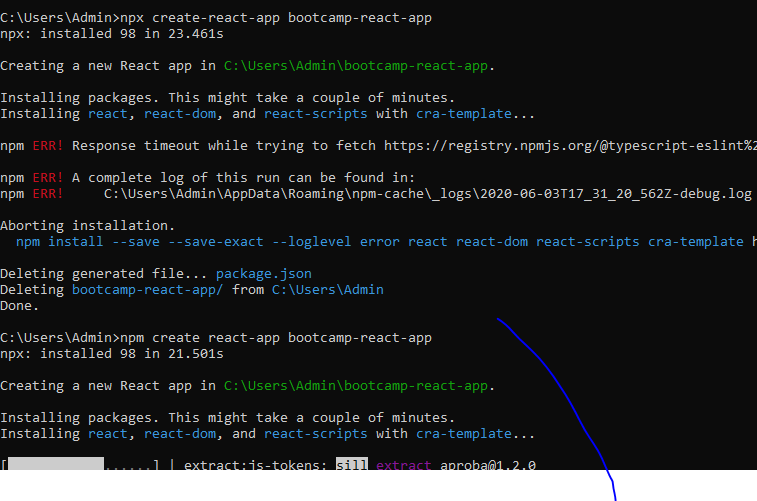 C:\Users\Admin>npx create-react-app bootcamp-react-app
npx: installed 98 in 23.461s
Creating a new React app in C:\Users\Admin\bootcamp-react-app.
Installing packages. This might take a couple of minutes.
Installing react, react-dom, and react-scripts with cra-template...
npm ERR! Response timeout while trying to fetch https://registry.npmjs.org/@typescript-eslint%2
npm ERR! A complete log of this run can be found in:
npm ERR!     C:\Users\Admin\AppData\Roaming\npm-cache\_logs\2020-06-03T17_31_20_562Z-debug.log
Aborting installation.
  npm install --save --save-exact --loglevel error react react-dom react-scripts cra-template h
Deleting generated file... package.json
Deleting bootcamp-react-app/ from C:\Users\Admin
Done.
C:\Users\Admin>npm create react-app bootcamp-react-app
npx: installed 98 in 21.501s
Creating a new React app in C:\Users\Admin\bootcamp-react-app.
Installing packages. This might take a couple of minutes.
Installing react, react-dom, and react-scripts with cra-template...
[            ......] | extract:js-tokens: sill extract aproba@1.2.0